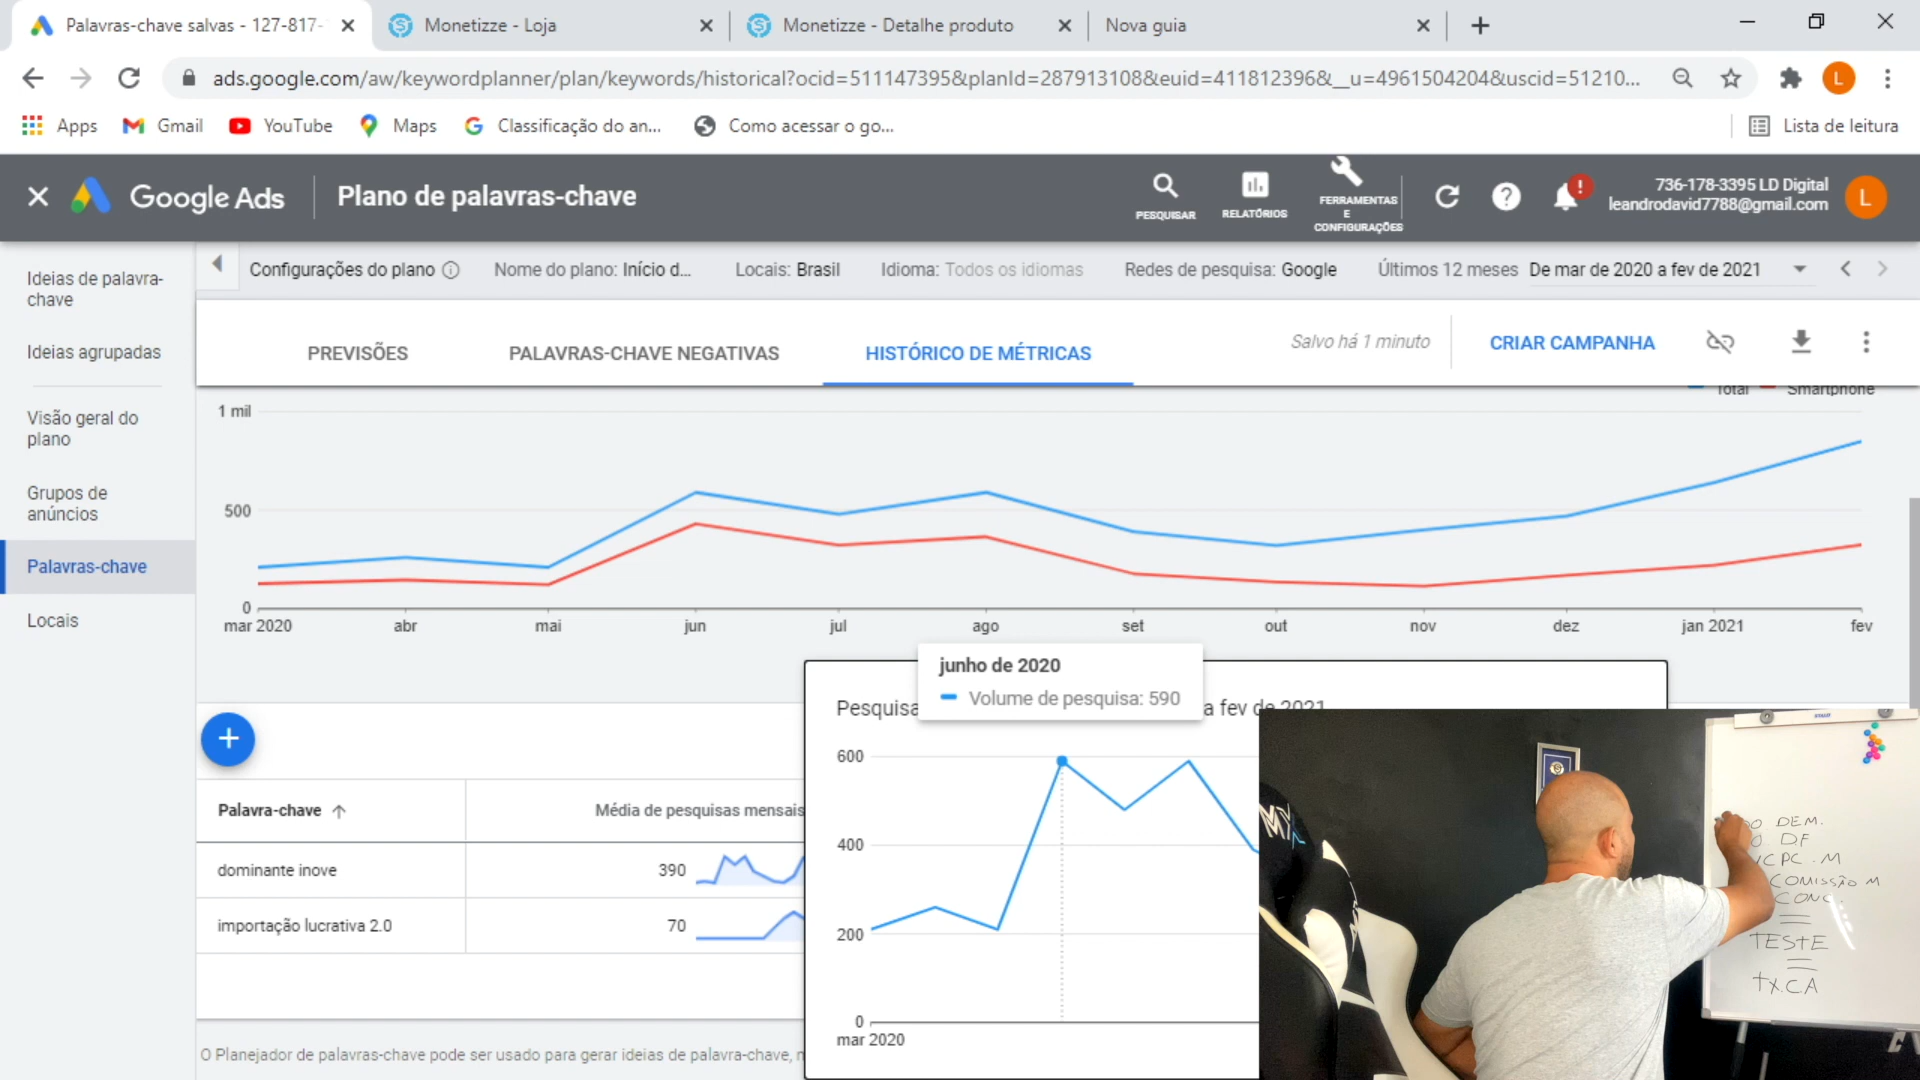 Palavras-chave salvas - 127-817-
Monetizze - Loja
Monetizze - Detalhe produto
Nova guia
ads.google.com/aw/keywordplanner/plan/keywords/historical?ocid=511147395&planId=287913108&euid=411812396&__u=4961504204&uscid=51210...
L
Apps
Gmail
YouTube
Maps
Classificação do an...
Como acessar o go...
Lista de leitura
Google Ads
Plano de palavras-chave
PESQUISAR
RELATÓRIOS
FERRAMENTAS
E
CONFIGURAÇÕES
736-178-3395 LD Digital
leandrodavid7788@gmail.com
L
Ideias de palavra-
chave
Ideias agrupadas
Visão geral do
plano
Grupos de
anúncios
Palavras-chave
Locais
Configurações do plano
Nome do plano: Início d...
Locais: Brasil
Idioma: Todos os idiomas
Redes de pesquisa: Google
Últimos 12 meses
De mar de 2020 a fev de 2021
PREVISÕES
PALAVRAS-CHAVE NEGATIVAS
HISTÓRICO DE MÉTRICAS
Salvo há 1 minuto
CRIAR CAMPANHA
Total
Smartphone
1 mil
500
0
mar 2020
abr
mai
jun
jul
ago
set
out
nov
dez
jan 2021
fev
junho de 2020
Volume de pesquisa: 590
Pesquisa
a fev de 2021
600
400
200
0
mar 2020
Palavra-chave
Média de pesquisas mensais
dominante inove
390
importação lucrativa 2.0
70
O Planejador de palavras-chave pode ser usado para gerar ideias de palavra-chave,
DEM.
DF
CPC. M
COMISSÃO M
CONC.
TESTE
TX.C.A